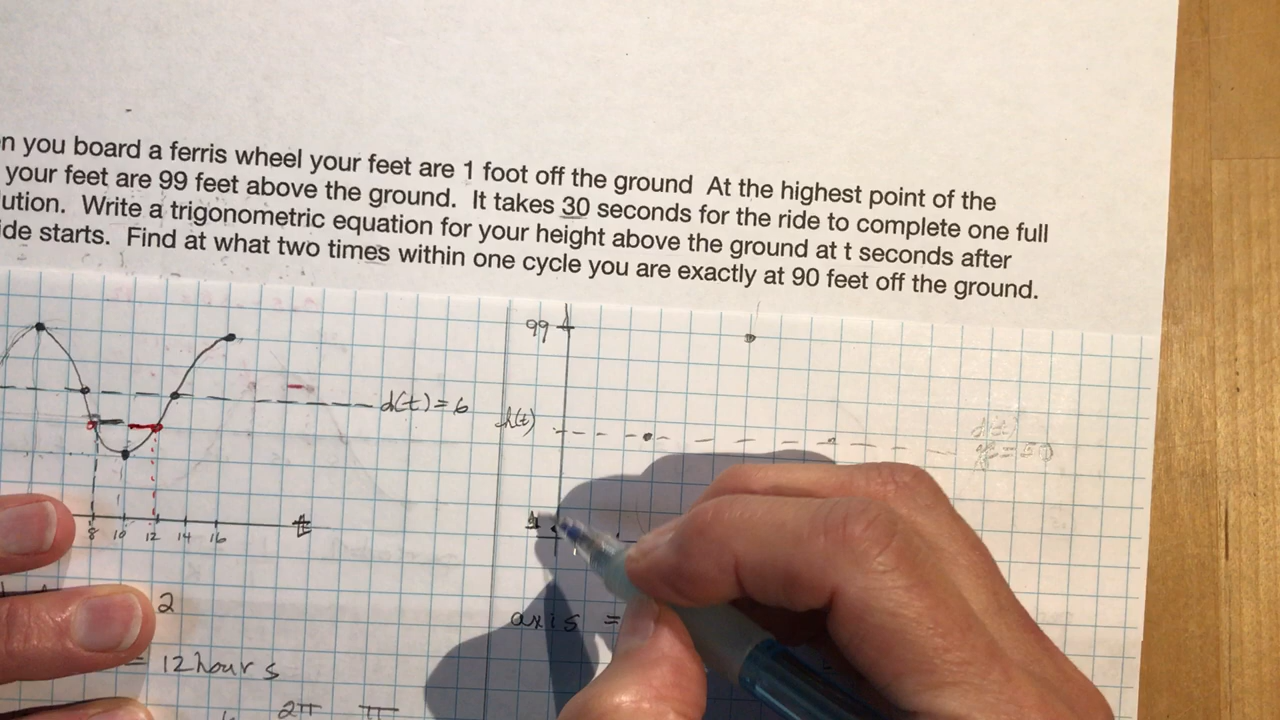 n you board a ferris wheel your feet are 1 foot off the ground At the highest point of the
your feet are 99 feet above the ground. It takes 30 seconds for the ride to complete one full
ution. Write a trigonometric equation for your height above the ground at t seconds after
ide starts. Find at what two times within one cycle you are exactly at 90 feet off the ground.
99
d(t) = 6
h(t)
1
8 10 12 14 16
t
axis =
2
= 12 hours
2π π